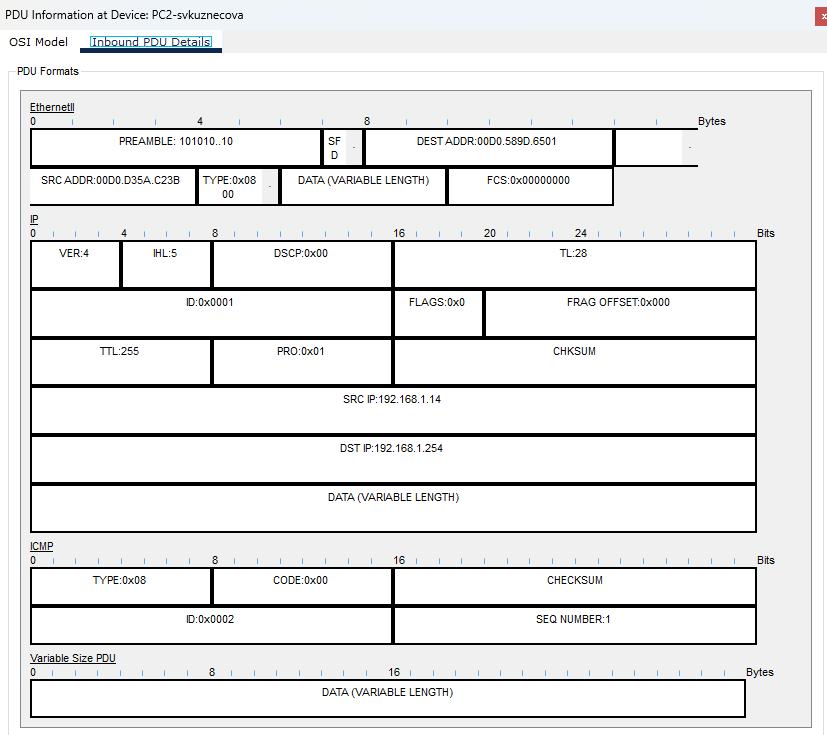 PDU Information at Device: PC2-svkuznecova
x
OSI Model Inbound PDU Details
PDU Formats
EthernetII
0 4 8 Bytes
PREAMBLE: 101010..10 SF D DEST ADDR:00D0.589D.6501
SRC ADDR:00D0.D35A.C23B TYPE:0x08 00 DATA (VARIABLE LENGTH) FCS:0x00000000
IP
0 4 8 16 20 24 Bits
VER:4 IHL:5 DSCP:0x00 TL:28
ID:0x0001 FLAGS:0x0 FRAG OFFSET:0x000
TTL:255 PRO:0x01 CHKSUM
SRC IP:192.168.1.14
DST IP:192.168.1.254
DATA (VARIABLE LENGTH)
ICMP
0 8 16 Bits
TYPE:0x08 CODE:0x00 CHECKSUM
ID:0x0002 SEQ NUMBER:1
Variable Size PDU
0 8 16 Bytes
DATA (VARIABLE LENGTH)